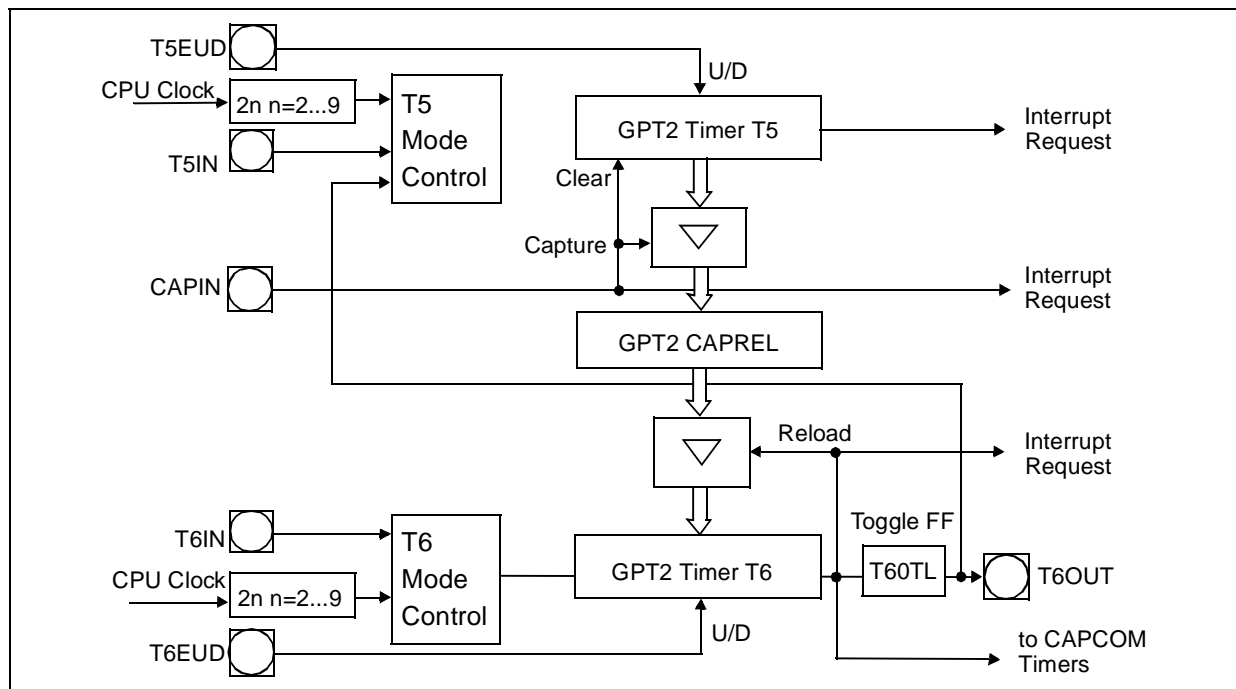 T5EUD
U/D
CPU Clock
2n n=2...9
T5
Mode
Control
GPT2 Timer T5
Interrupt
Request
T5IN
Clear
Capture
CAPIN
Interrupt
Request
GPT2 CAPREL
Reload
Interrupt
Request
T6IN
T6
Mode
Control
Toggle FF
GPT2 Timer T6
T60TL
T6OUT
CPU Clock
2n n=2...9
U/D
T6EUD
to CAPCOM
Timers